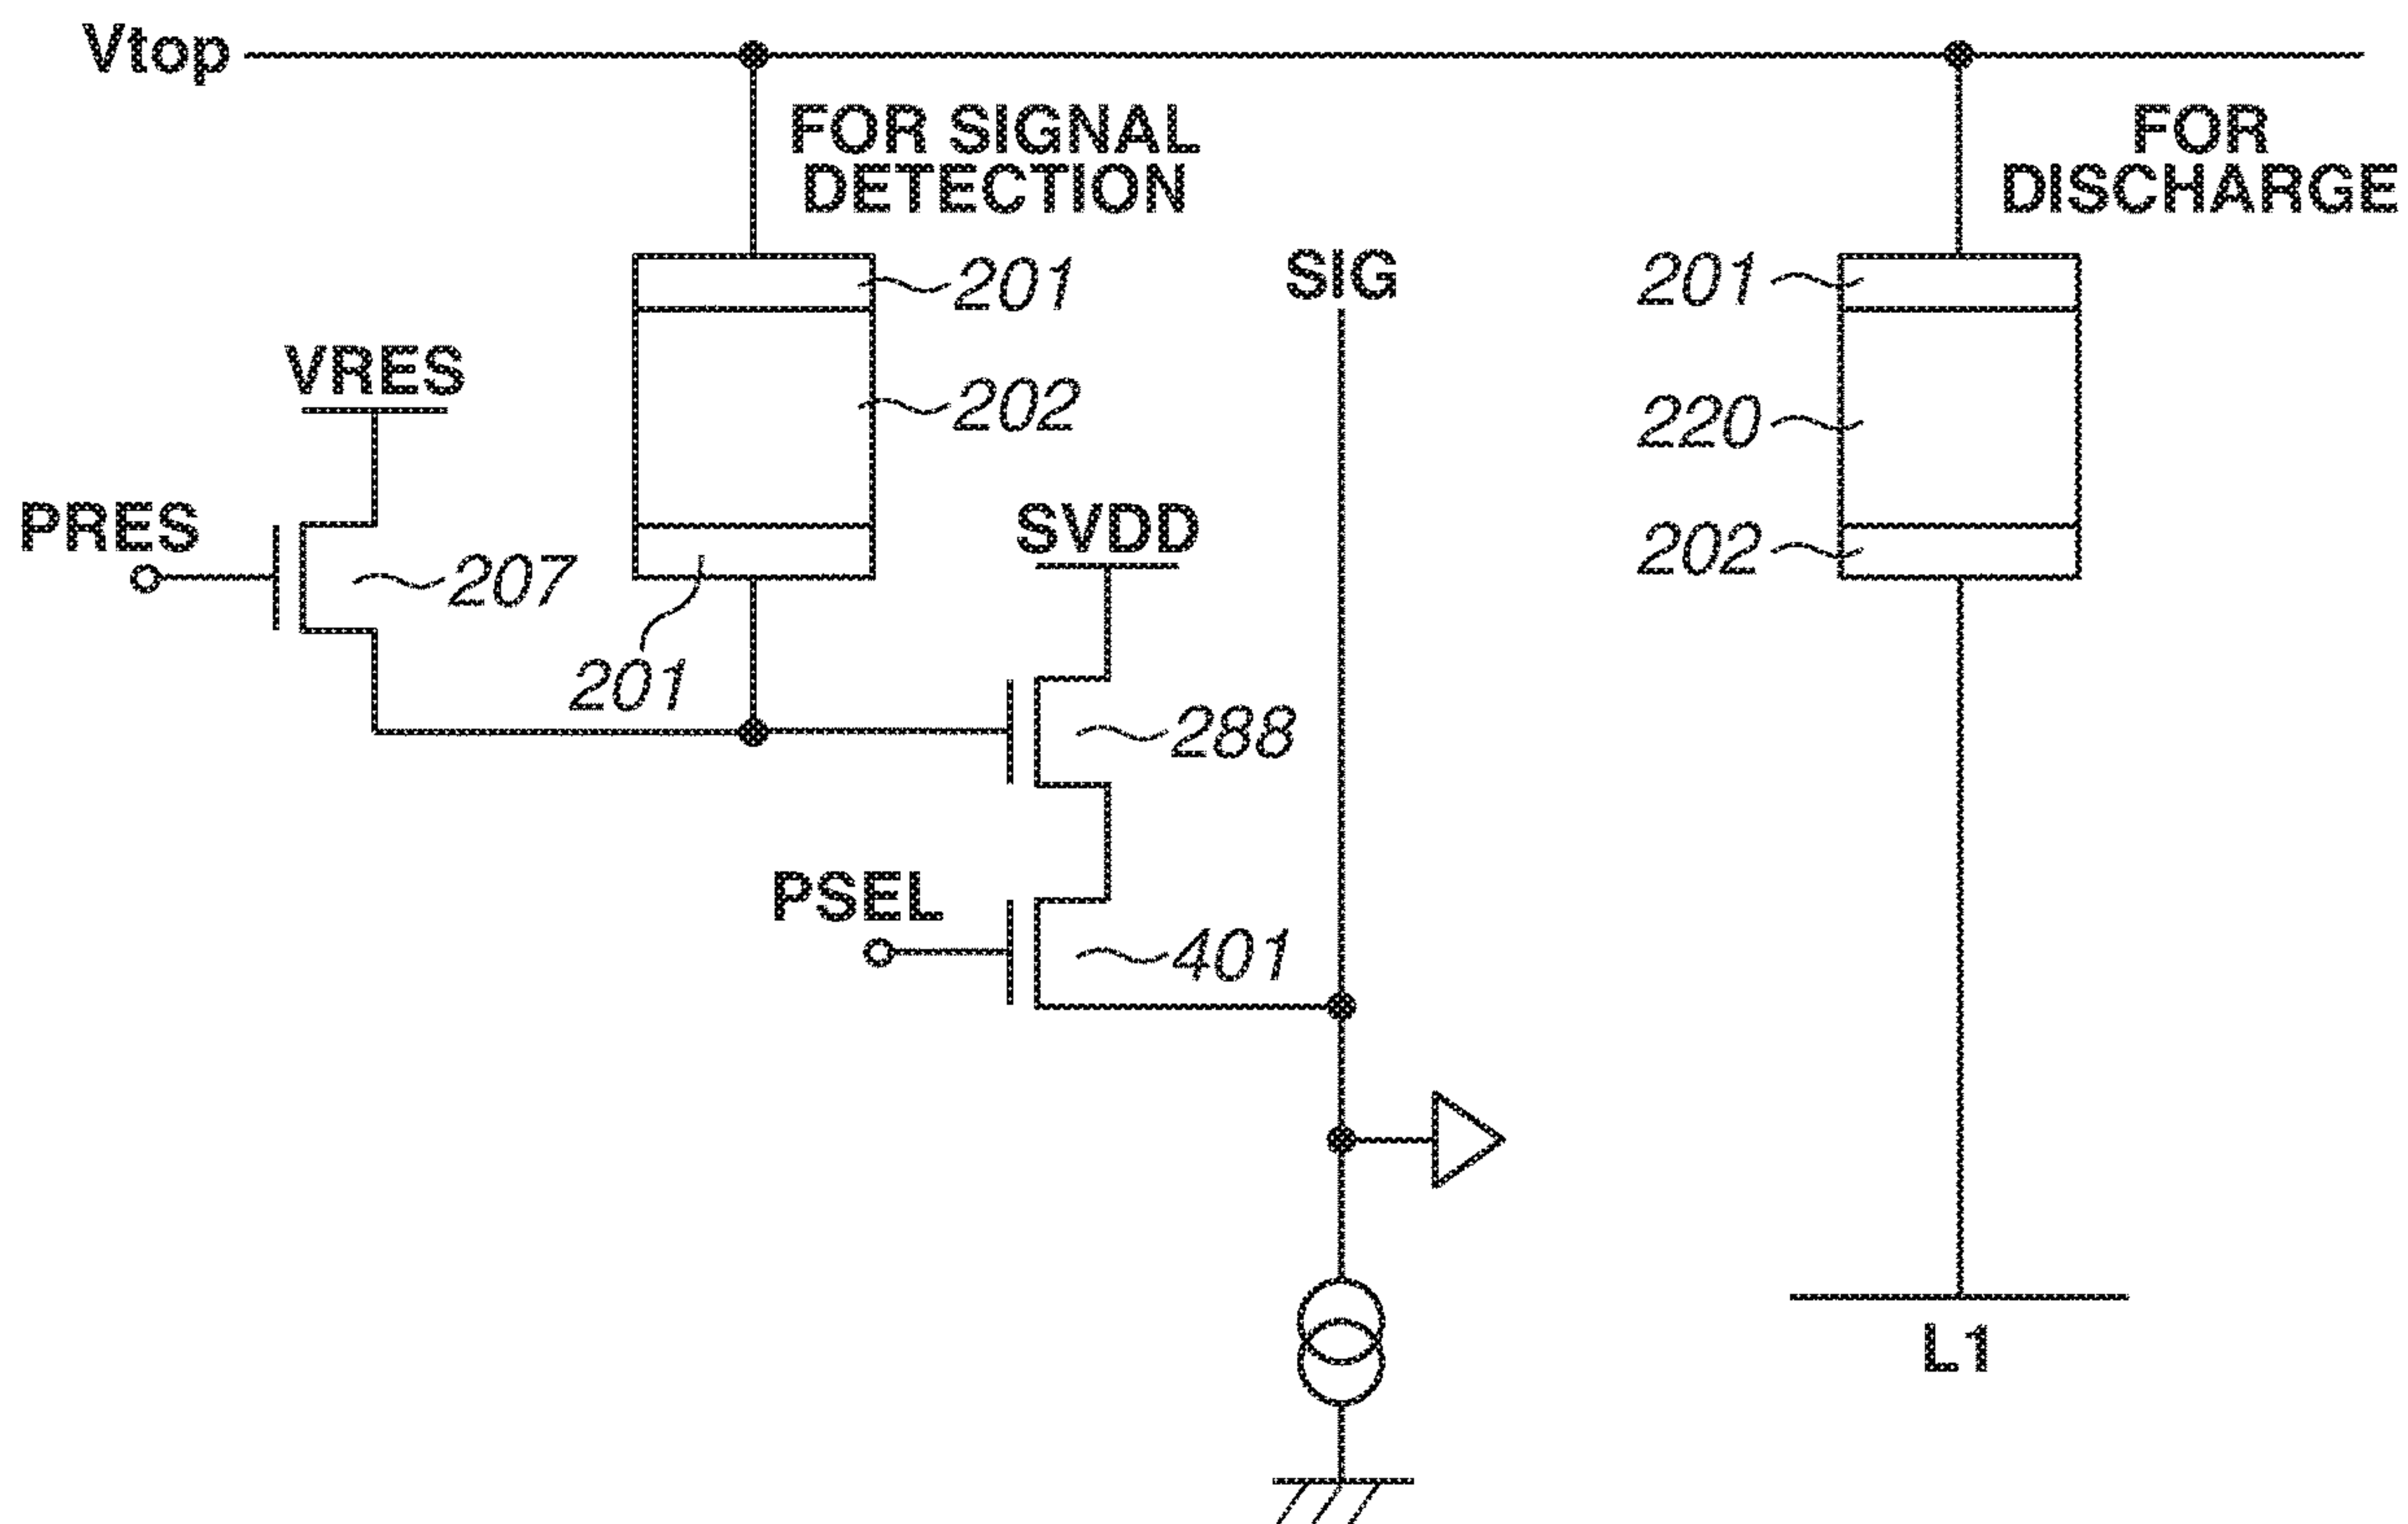 Vtop
FOR SIGNAL
DETECTION
FOR
DISCHARGE
201
SIG
201
VRES
202
220
PRES
207
SVDD
202
201
288
PSEL
401
L1